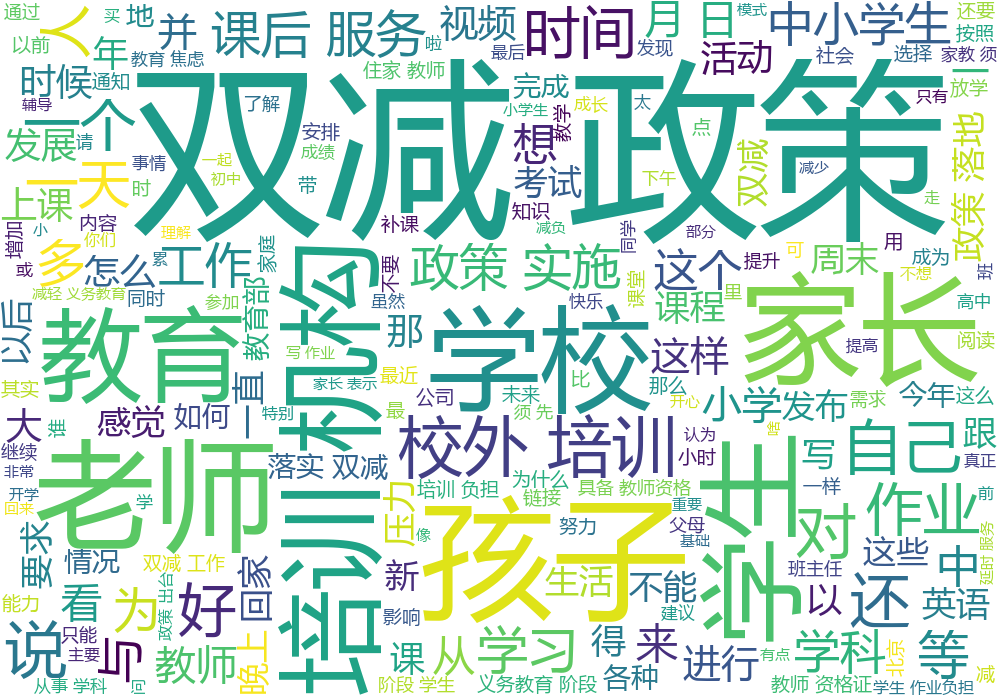 通过
买
人
地
并
课后 服务
视频
啦
时间
月 日
模式
中小学生
还要
以前
年
教育 焦虑
最后
发现
活动
社会
按照
选择
家教 须
时候
通知
住家 教师
完成
一
辅导
了解
双减 政策
小学生
成长
太
放学
只有
一个
请
安排
教学
点
发展
事情
一起
成绩
想
双减
减少
政策 落地
一天
时
初中
带
考试
下午
走
上课
内容
补课
知识
小
增加
你们
理解
减负
同学
部分
用
班
多
怎么
累
工作
家庭
不要
政策 实施
这个
提升
可
周末
成为
不想
或
减轻 义务教育
同时
参加
教育部
虽然
快乐
课堂
课程
里
高中
以后
教育
培训 机构
那
学校
家长
写 作业
这样
提高
阅读
其实
一直
家长 表示
最近
比
那么
开心
今年
这么
大
谁
感觉
如何
特别
最
公司
未来
须 先
小学
发布
需求
继续
非常
老师
校外 培训
认为
小时
啥
写
自己
跟
真正
落实 双减
培训 负担
为什么
链接
具备 教师资格
学生
一样
作业
前
开学
回来
学
压力
像
孩子
努力
重要
父母
基础
对
要求
情况
双减 工作
回家
新
生活
不能
班主任
这些
中
延时 服务
能力
看
为
政策 出台
好
影响
建议
以
还
英语
说
只能
主要
与
教师
晚上
课
从
学习
得
来
进行
有点
学科
北京
等
减
从事 学科
问
阶段 学生
义务教育 阶段
各种
教师 资格证
学生 作业负担